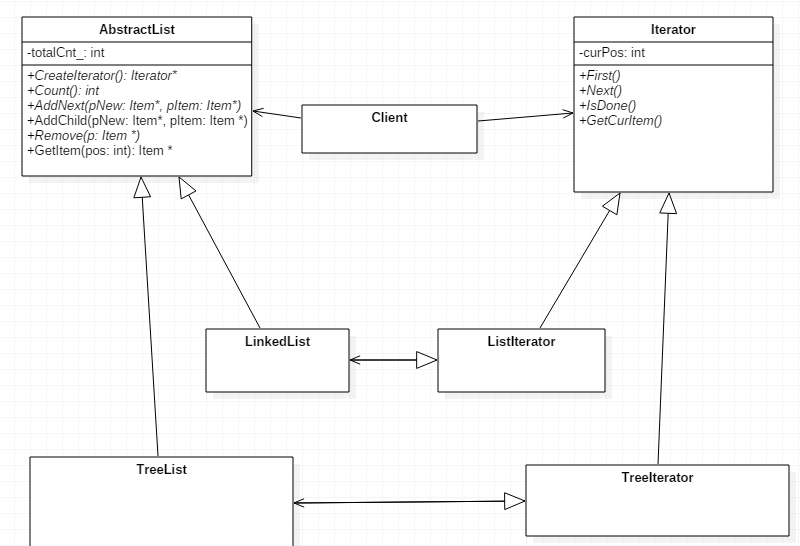 AbstractList
-totalCnt_: int
+CreateIterator(): Iterator*
+Count(): int
+AddNext(pNew: Item*, pItem: Item*)
+AddChild(pNew: Item*, pItem: Item *)
+Remove(p: Item *)
+GetItem(pos: int): Item *
Client
Iterator
-curPos: int
+First()
+Next()
+IsDone()
+GetCurItem()
LinkedList
ListIterator
TreeList
TreeIterator